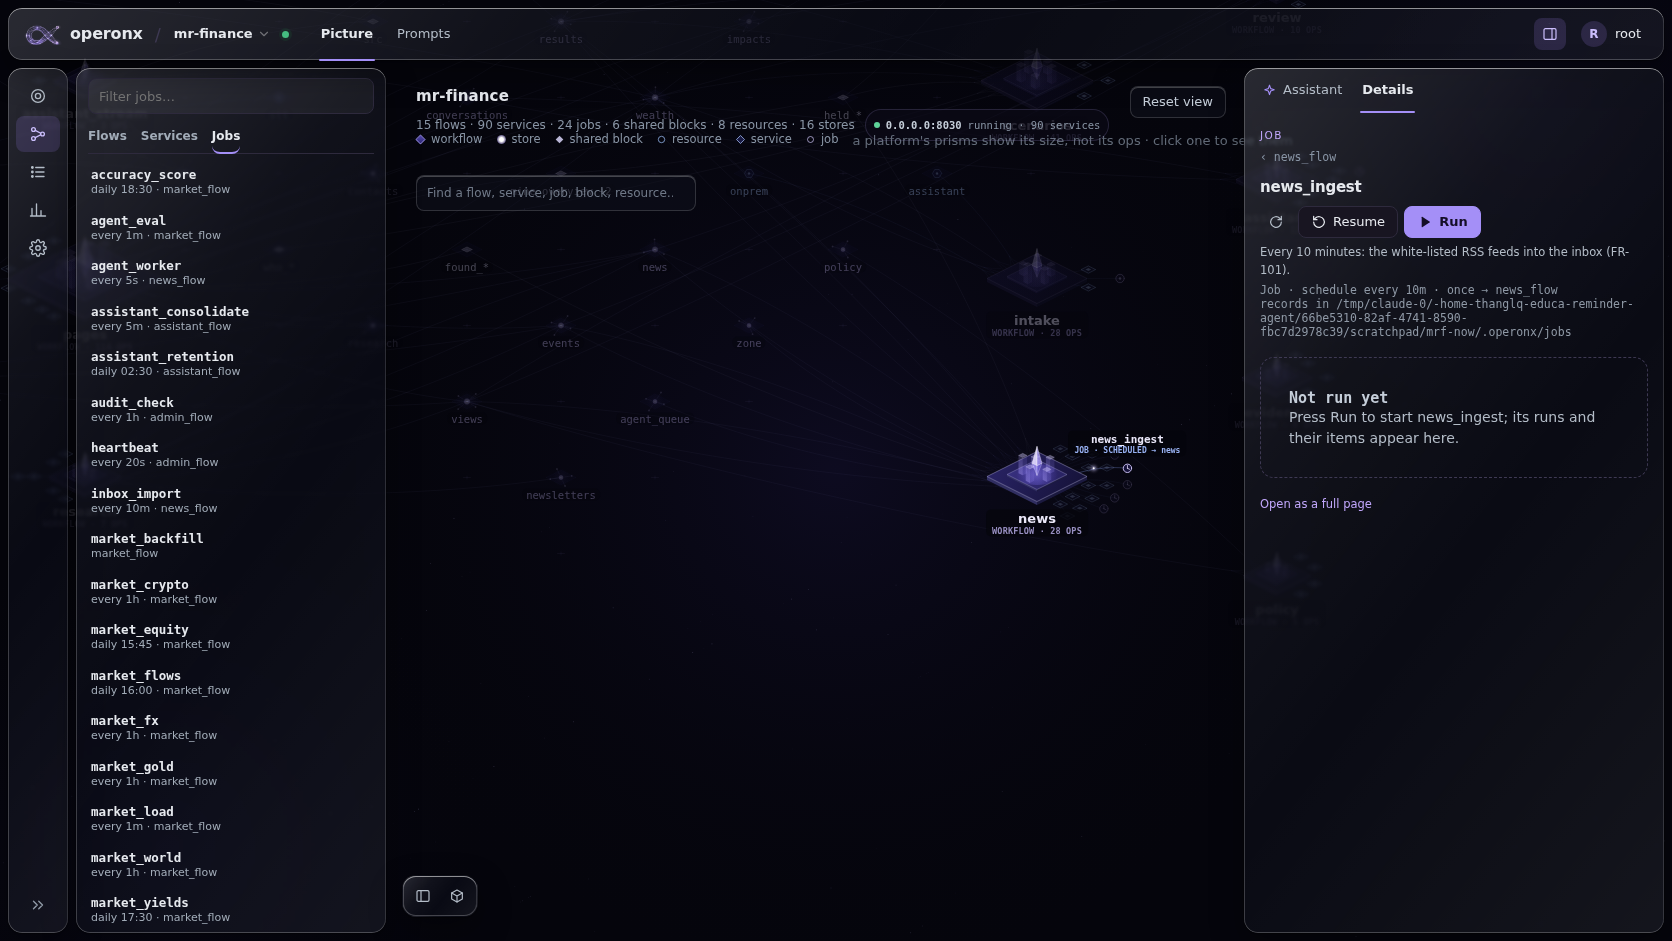 operonx / mr-finance
Picture
Prompts
R root
results
impacts
review
Filter jobs...
Flows Services Jobs
accuracy_score
daily 18:30 · market_flow
agent_eval
every 1m · market_flow
agent_worker
every 5s · news_flow
assistant_consolidate
every 5m · assistant_flow
assistant_retention
daily 02:30 · assistant_flow
audit_check
every 1h · admin_flow
heartbeat
every 20s · admin_flow
inbox_import
every 10m · news_flow
market_backfill
market_flow
market_crypto
every 1h · market_flow
market_equity
daily 15:45 · market_flow
market_flows
daily 16:00 · market_flow
market_fx
every 1h · market_flow
market_gold
every 1h · market_flow
market_load
every 1m · market_flow
market_world
every 1h · market_flow
market_yields
daily 17:30 · market_flow
mr-finance
Reset view
conversations
wealth
held_*
15 flows · 90 services · 24 jobs · 6 shared blocks · 8 resources · 16 stores
0.0.0.0:8030 running · 90 services
workflow store shared block resource service job
a platform's prisms show its size, not its ops · click one to see
Find a flow, service, job, block, resource..
onprem
assistant
found_*
news
policy
intake
WORKFLOW · 28 OPS
events
zone
views
agent_queue
news_ingest
JOB · SCHEDULED → news
newsletters
news
WORKFLOW · 28 OPS
Assistant
Details
JOB
‹ news_flow
news_ingest
Resume
Run
Every 10 minutes: the white-listed RSS feeds into the inbox (FR-
101).
Job · schedule every 10m · once → news_flow
records in /tmp/claude-0/-home-thanglq-educa-reminder-
agent/66be5310-82af-4741-8590-
fbc7d2978c39/scratchpad/mrf-now/.operonx/jobs
Not run yet
Press Run to start news_ingest; its runs and
their items appear here.
Open as a full page